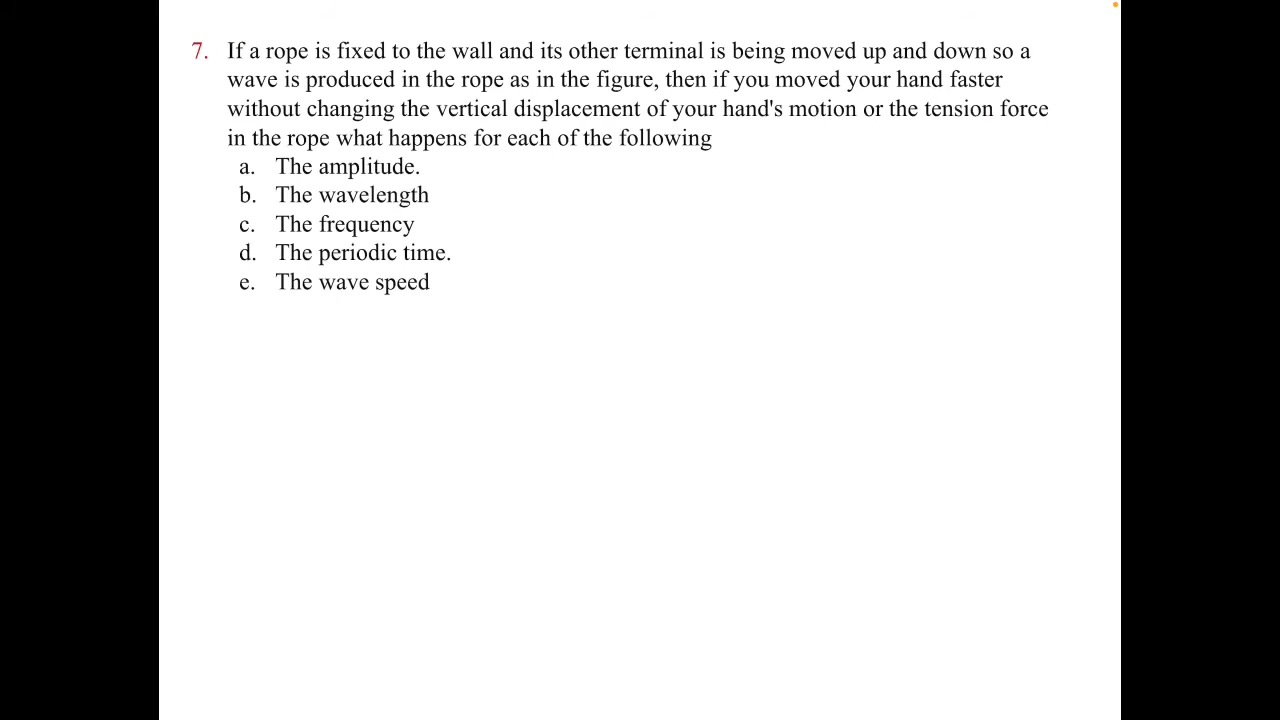 7. If a rope is fixed to the wall and its other terminal is being moved up and down so a
wave is produced in the rope as in the figure, then if you moved your hand faster
without changing the vertical displacement of your hand's motion or the tension force
in the rope what happens for each of the following
a. The amplitude.
b. The wavelength
c. The frequency
d. The periodic time.
e. The wave speed